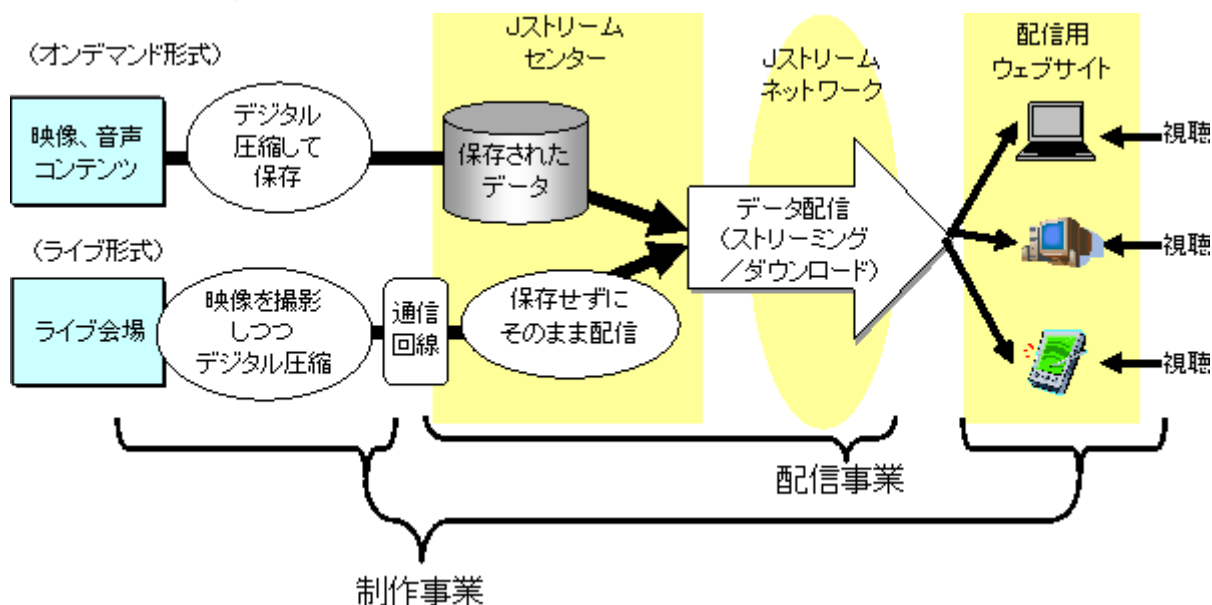 （オンデマンド形式）
映像、音声
コンテンツ
デジタル
圧縮して
保存
Jストリーム
センター
保存された
データ
Jストリーム
ネットワーク
データ配信
（ストリーミング
／ダウンロード）
配信用
ウェブサイト
視聴
視聴
視聴
（ライブ形式）
ライブ会場
映像を撮影
しつつ
デジタル圧縮
通信
回線
保存せずに
そのまま配信
配信事業
制作事業